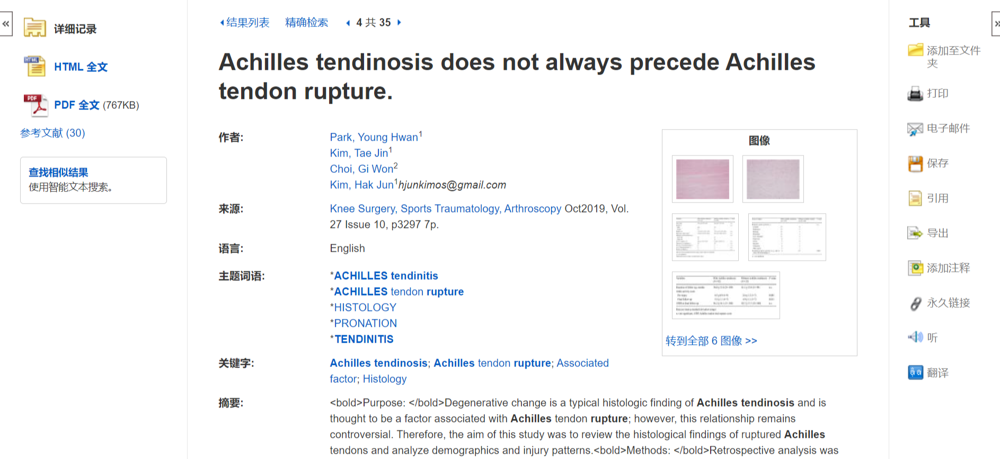 «
详细记录
HTML 全文
PDF 全文 (767KB)
参考文献 (30)
查找相似结果
使用智能文本搜索。
结果列表 精确检索 4 共 35
Achilles tendinosis does not always precede Achilles
tendon rupture.
作者:
Park, Young Hwan1
Kim, Tae Jin1
Choi, Gi Won2
Kim, Hak Jun1hjunkimos@gmail.com
来源:
Knee Surgery, Sports Traumatology, Arthroscopy Oct2019, Vol.
27 Issue 10, p3297 7p.
语言:
English
主题词语:
*ACHILLES tendinitis
*ACHILLES tendon rupture
*HISTOLOGY
*PRONATION
*TENDINITIS
关键字:
Achilles tendinosis; Achilles tendon rupture; Associated
factor; Histology
摘要:
<bold>Purpose: </bold>Degenerative change is a typical histologic finding of Achilles tendinosis and is
thought to be a factor associated with Achilles tendon rupture; however, this relationship remains
controversial. Therefore, the aim of this study was to review the histological findings of ruptured Achilles
tendons and analyze demographics and injury patterns.<bold>Methods: </bold>Retrospective analysis was
图像
转到全部 6 图像 >>
工具
»
添加至文件
夹
打印
电子邮件
保存
引用
导出
添加注释
永久链接
听
翻译